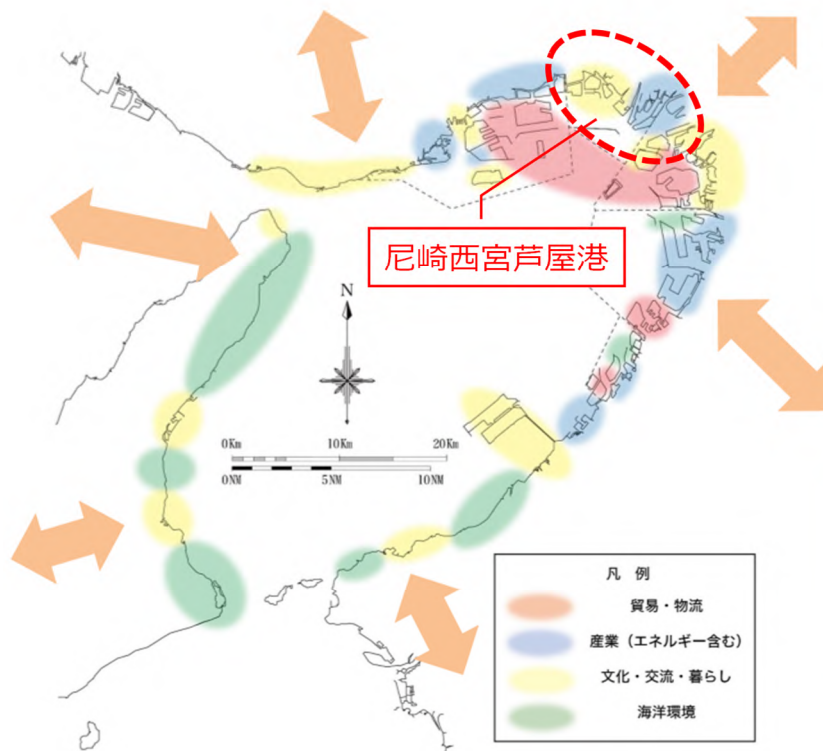 尼崎西宮芦屋港
N
0Km 10Km 20Km
0NM 5NM 10NM
凡 例
貿易・物流
産業（エネルギー含む）
文化・交流・暮らし
海洋環境